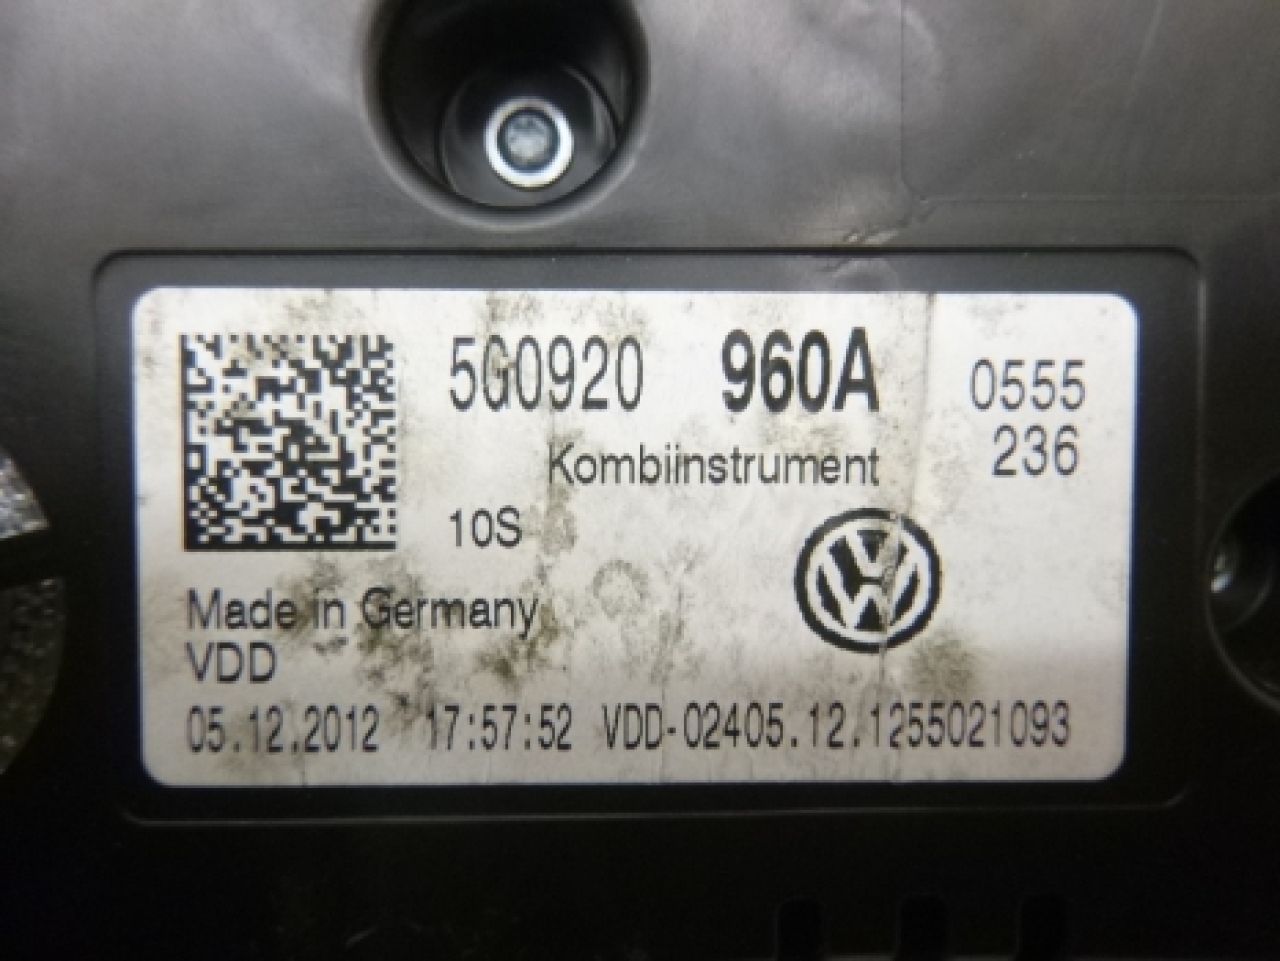 5G0920 960A 0555
Kombiinstrument 236
10S
Made in Germany
VDD
05.12.2012 17:57:52 VDD-02405.12.1255021093